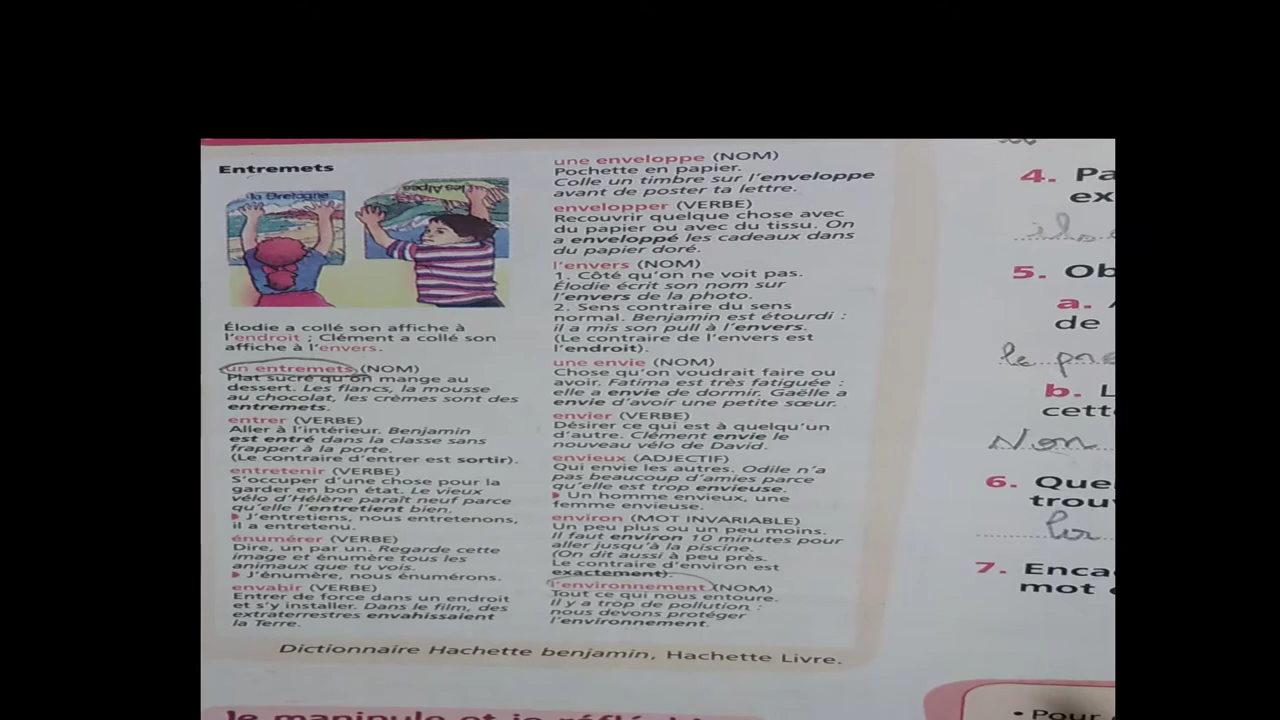 Entremets
la Bretagne
les Alpes
Élodie a collé son affiche à
l'endroit ; Clément a collé son
affiche à l'envers.
un entremets (NOM)
Plat sucré qu'on mange au
dessert. Les flancs, la mousse
au chocolat, les crèmes sont des
entremets.
entrer (VERBE)
Aller à l'intérieur. Benjamin
est entré dans la classe sans
frapper à la porte.
(Le contraire d'entrer est sortir).
entretenir (VERBE)
S'occuper d'une chose pour la
garder en bon état. Le vieux
vélo d'Hélène paraît neuf parce
qu'elle l'entretient bien.
J'entretiens, nous entretenons,
il a entretenu.
énumérer (VERBE)
Dire, un par un. Regarde cette
image et énumère tous les
animaux que tu vois.
J'énumère, nous énumérons.
envahir (VERBE)
Entrer de force dans un endroit
et s'y installer. Dans le film, des
extraterrestres envahissaient
la Terre.
une enveloppe (NOM)
Pochette en papier.
Colle un timbre sur l'enveloppe
avant de poster ta lettre.
envelopper (VERBE)
Recouvrir quelque chose avec
du papier ou avec du tissu. On
a enveloppé les cadeaux dans
du papier doré.
l'envers (NOM)
1. Côté qu'on ne voit pas.
Élodie écrit son nom sur
l'envers de la photo.
2. Sens contraire du sens
normal. Benjamin est étourdi :
il a mis son pull à l'envers.
(Le contraire de l'envers est
l'endroit).
une envie (NOM)
Chose qu'on voudrait faire ou
avoir. Fatima est très fatiguée :
elle a envie de dormir. Gaëlle a
envie d'avoir une petite sœur.
envier (VERBE)
Désirer ce qui est à quelqu'un
d'autre. Clément envie le
nouveau vélo de David.
envieux (ADJECTIF)
Qui envie les autres. Odile n'a
pas beaucoup d'amies parce
qu'elle est trop envieuse.
Un homme envieux, une
femme envieuse.
environ (MOT INVARIABLE)
Un peu plus ou un peu moins.
Il faut environ 10 minutes pour
aller jusqu'à la piscine.
(On dit aussi à peu près.
Le contraire d'environ est
exactement).
l'environnement (NOM)
Tout ce qui nous entoure.
Il y a trop de pollution :
nous devons protéger
l'environnement.
Dictionnaire Hachette benjamin, Hachette Livre.
4. Pa
ex
5. Ob
a.
de
le pre
b. L
cett
Non
6. Que
trou
7. Enca
mot
• Pour
Je manipule et je